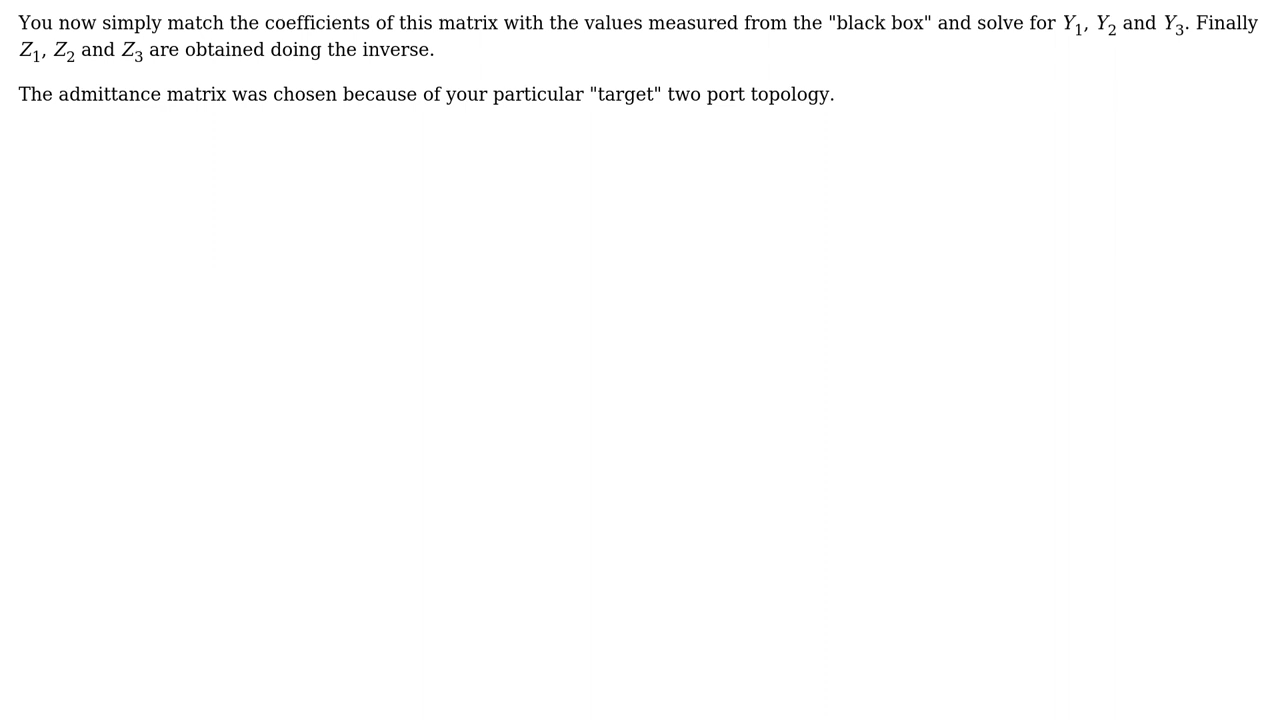 You now simply match the coefficients of this matrix with the values measured from the "black box" and solve for Y₁, Y₂ and Y₃. Finally
Z₁, Z₂ and Z₃ are obtained doing the inverse.
The admittance matrix was chosen because of your particular "target" two port topology.